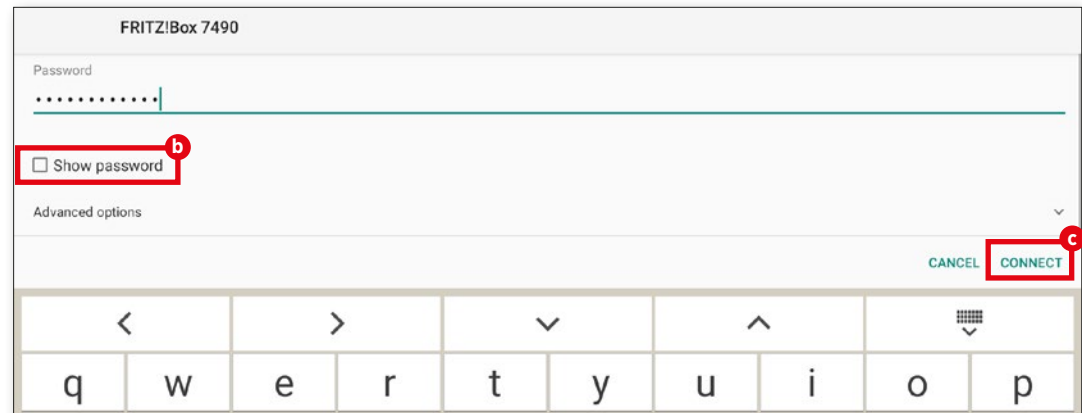 FRITZ!Box 7490
Password
••••••••••••
b
Show password
Advanced options
c
CANCEL CONNECT
q w e r t y u i o p